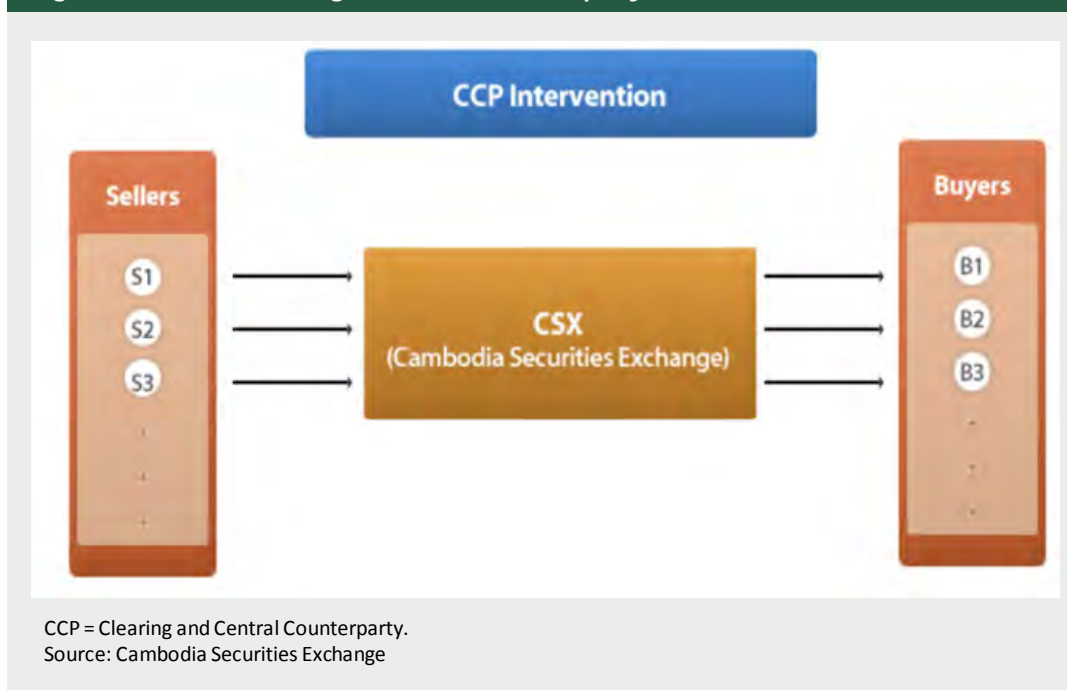 CCP Intervention
Sellers
S1
S2
S3
CSX
(Cambodia Securities Exchange)
Buyers
B1
B2
B3
CCP = Clearing and Central Counterparty.
Source: Cambodia Securities Exchange